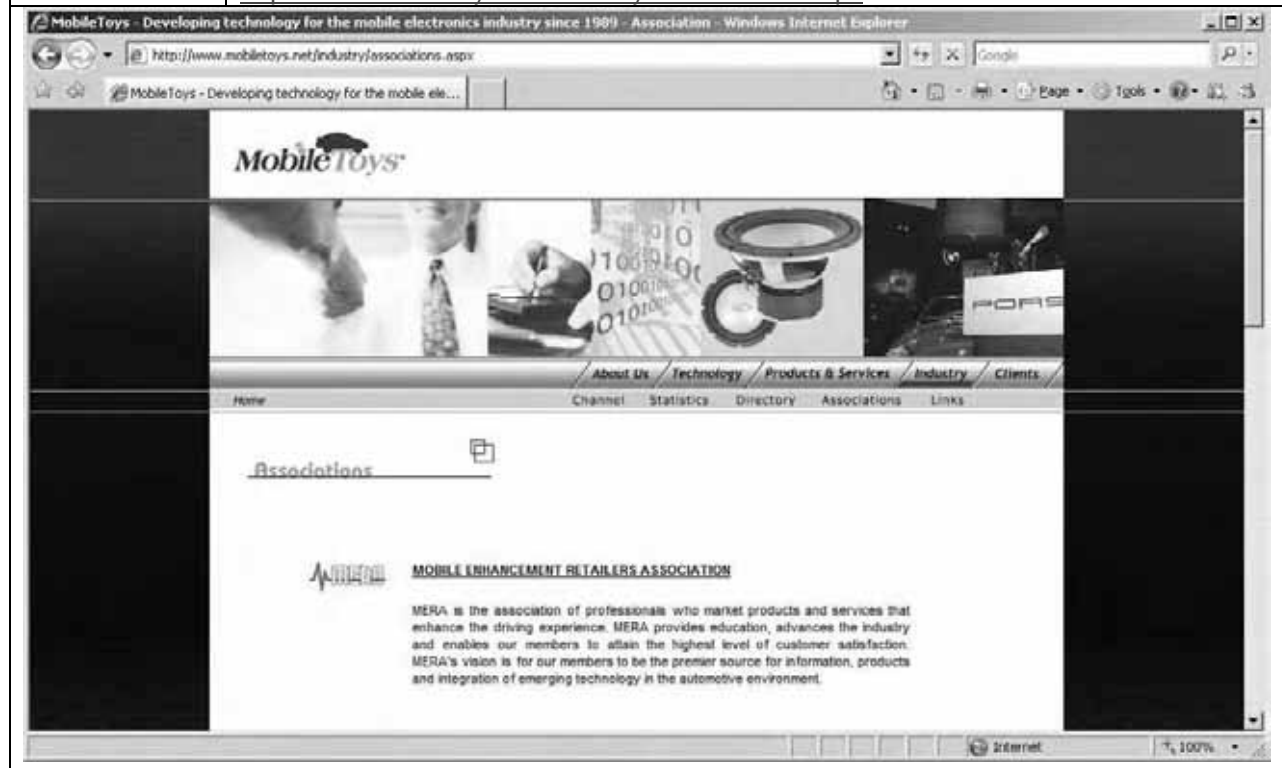 MobileToys - Developing technology for the mobile electronics industry since 1989 - Association - Windows Internet Explorer
http://www.mobiletoys.net/industry/associations.aspx
Google
MobileToys - Developing technology for the mobile ele...
Page
Tools
MobileToys
PORS
About Us / Technology / Products & Services / Industry / Clients /
Home
Channel Statistics Directory Associations Links
Associations
MERA
MOBILE ENHANCEMENT RETAILERS ASSOCIATION
MERA is the association of professionals who market products and services that
enhance the driving experience. MERA provides education, advances the industry
and enables our members to attain the highest level of customer satisfaction.
MERA's vision is for our members to be the premier source for information, products
and integration of emerging technology in the automotive environment.
Internet
100%